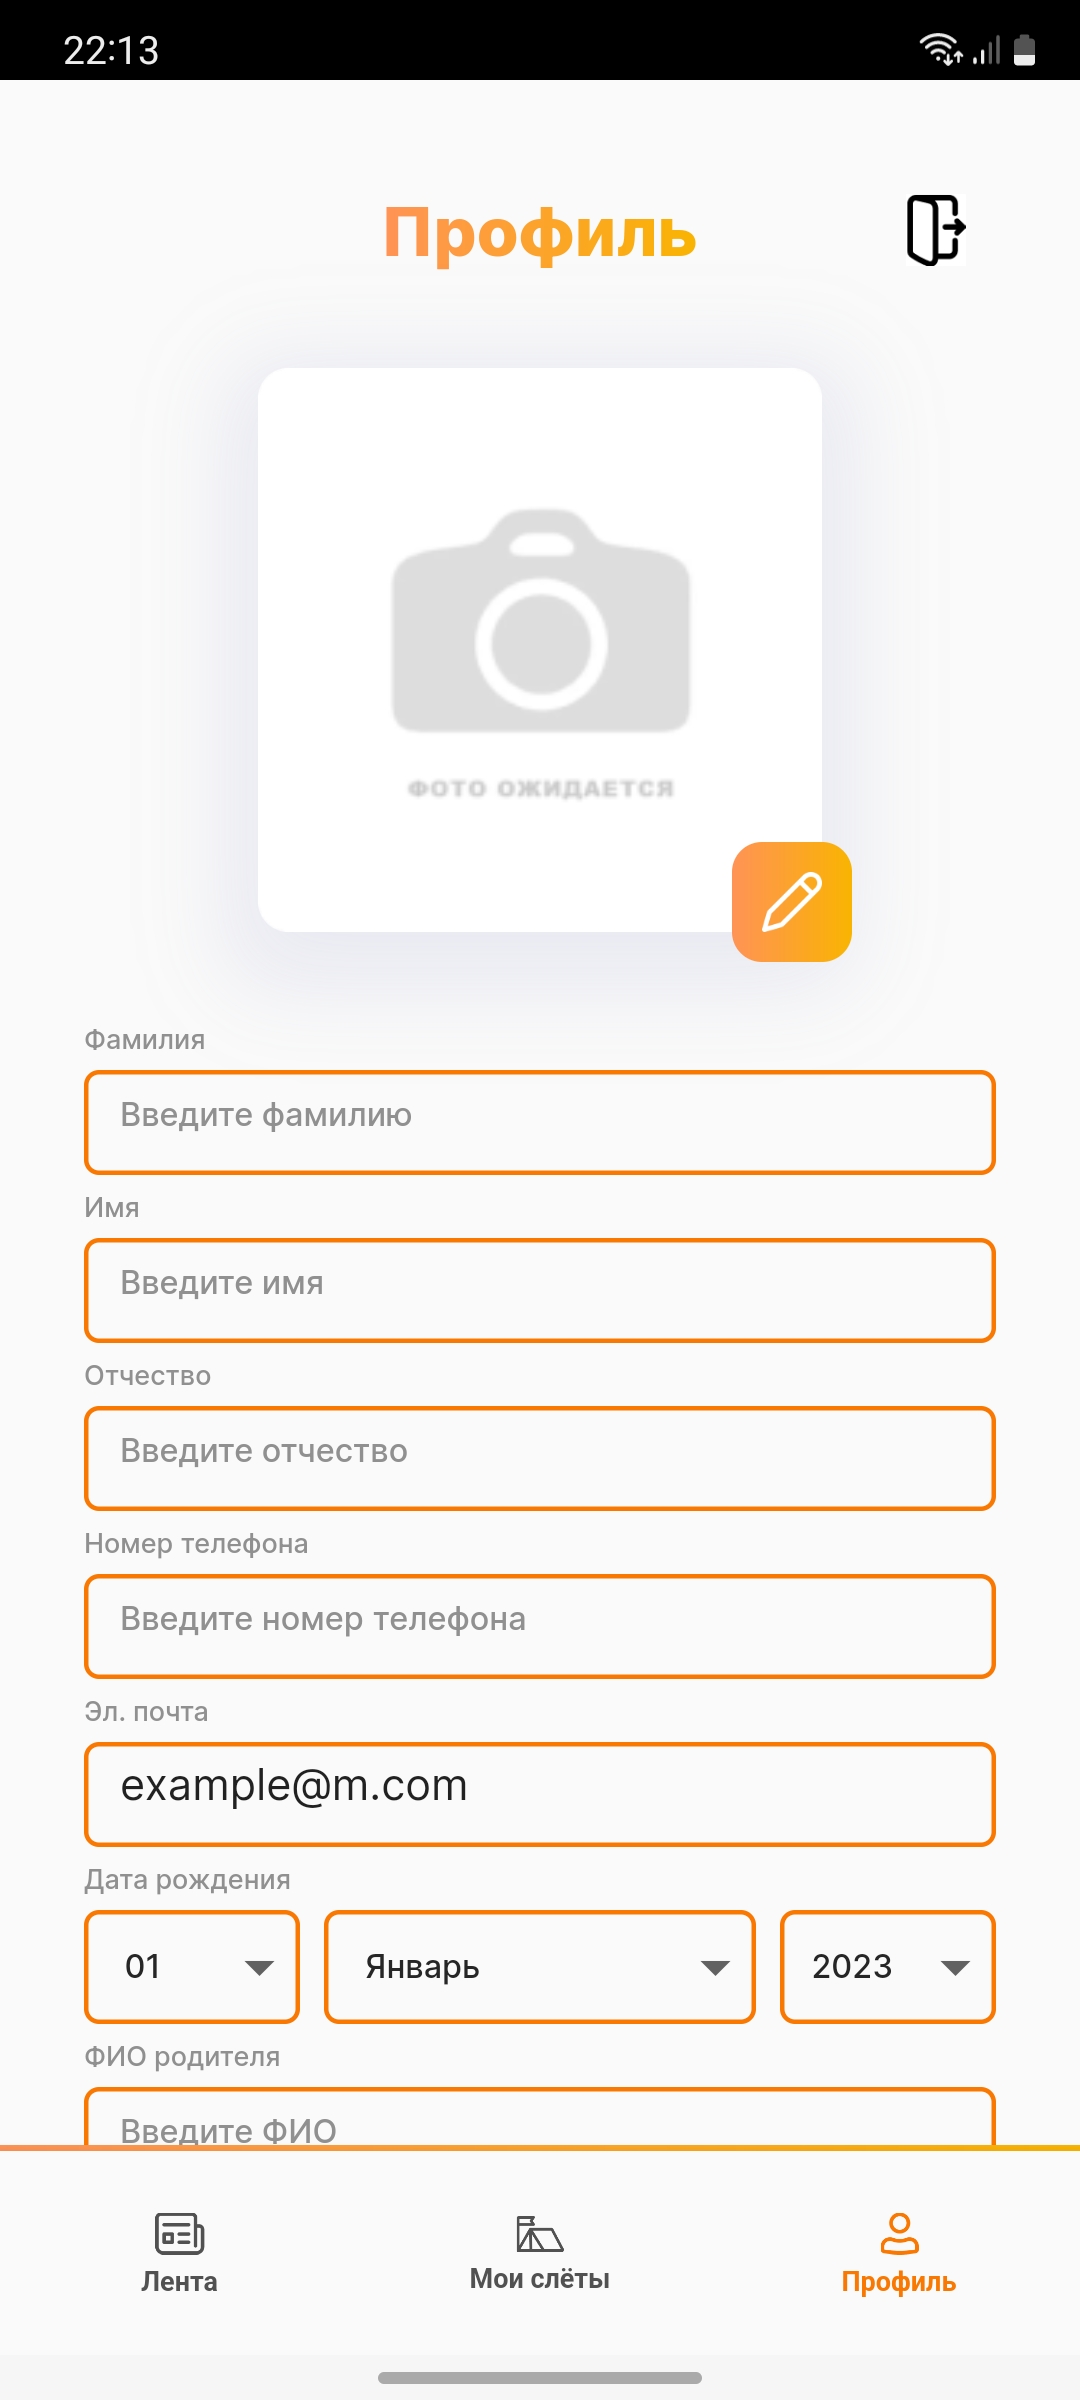 22:13
Профиль
ФОТО ОЖИДАЕТСЯ
Фамилия
Введите фамилию
Имя
Введите имя
Отчество
Введите отчество
Номер телефона
Введите номер телефона
Эл. почта
example@m.com
Дата рождения
01 Январь 2023
ФИО родителя
Введите ФИО
Лента Мои слёты Профиль